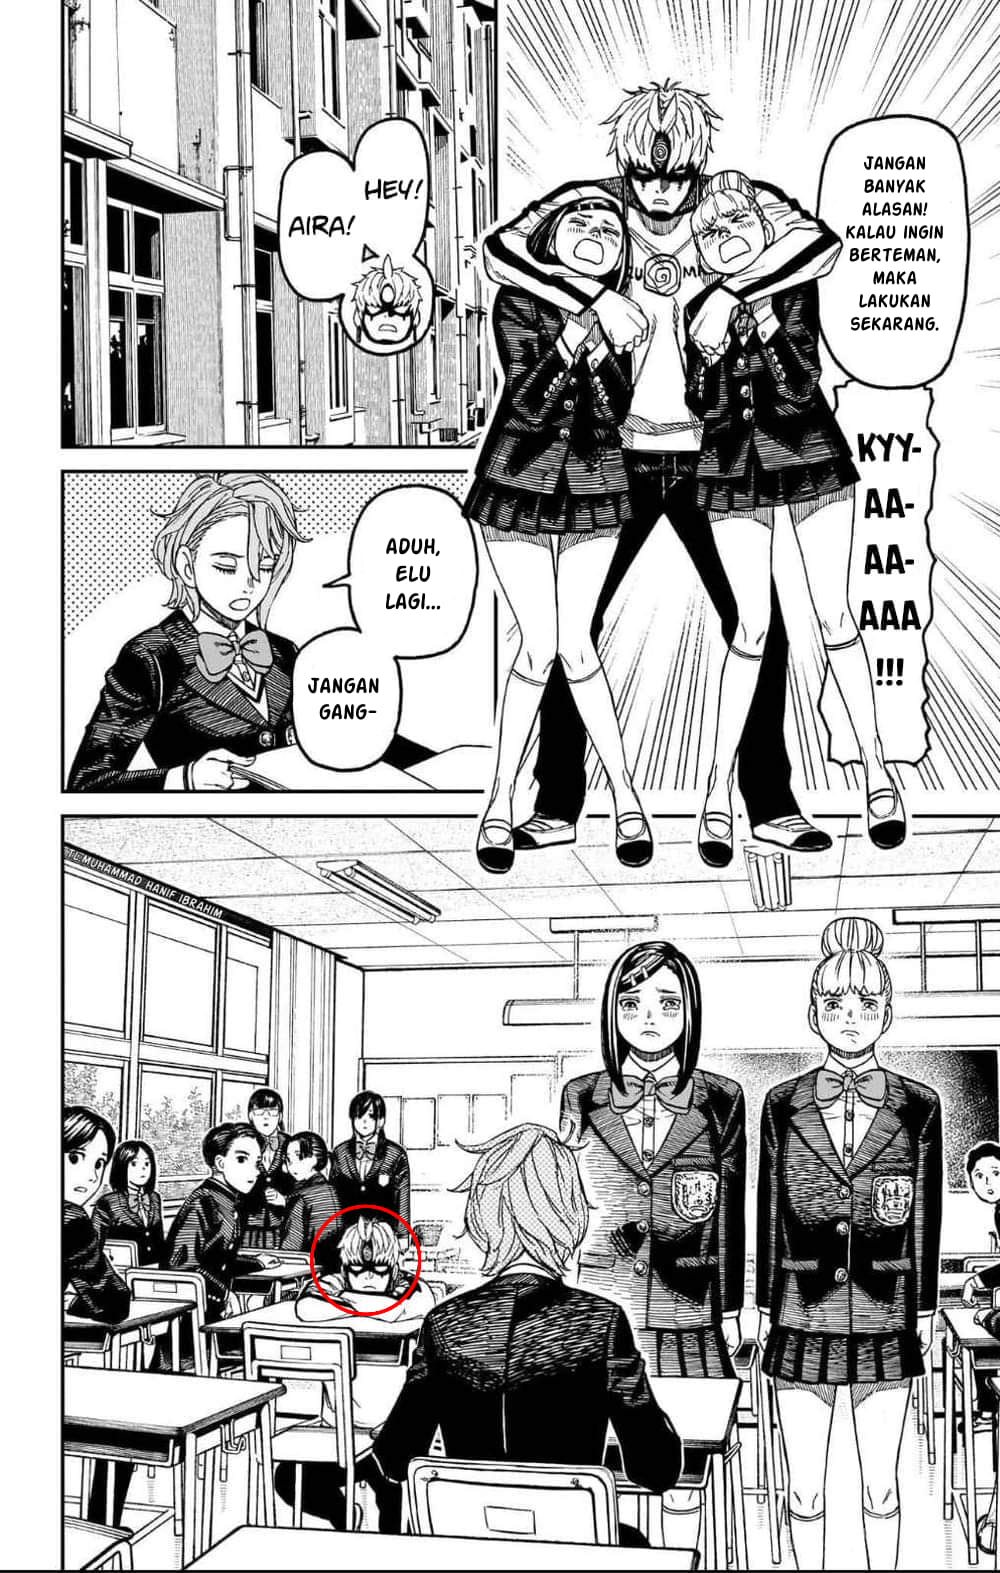 JANGAN
BANYAK
ALASAN!
KALAU INGIN
BERTEMAN,
MAKA
LAKUKAN
SEKARANG.
KYY-
AA-
AA-
AAA
!!!
HEY!
AIRA!
ADUH,
ELU
LAGI...
JANGAN
GANG-
TL MUHAMMAD HANIF IBRAHIM